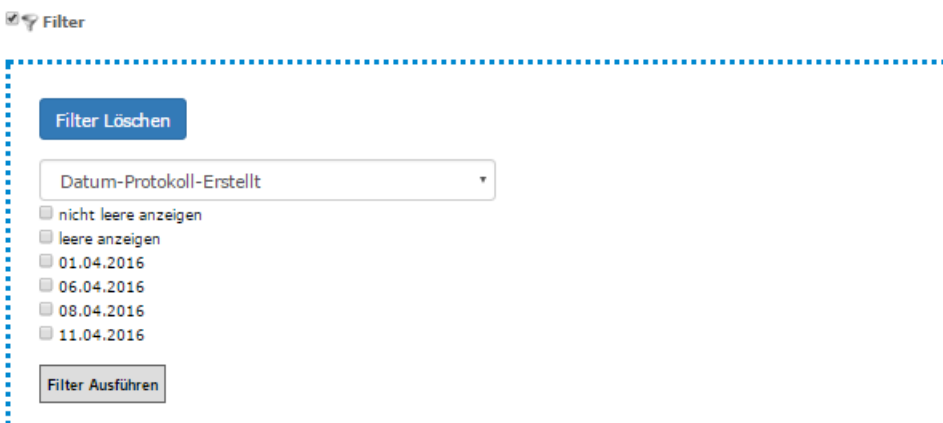 Filter
Filter Löschen
Datum-Protokoll-Erstellt
nicht leere anzeigen
leere anzeigen
01.04.2016
06.04.2016
08.04.2016
11.04.2016
Filter Ausführen